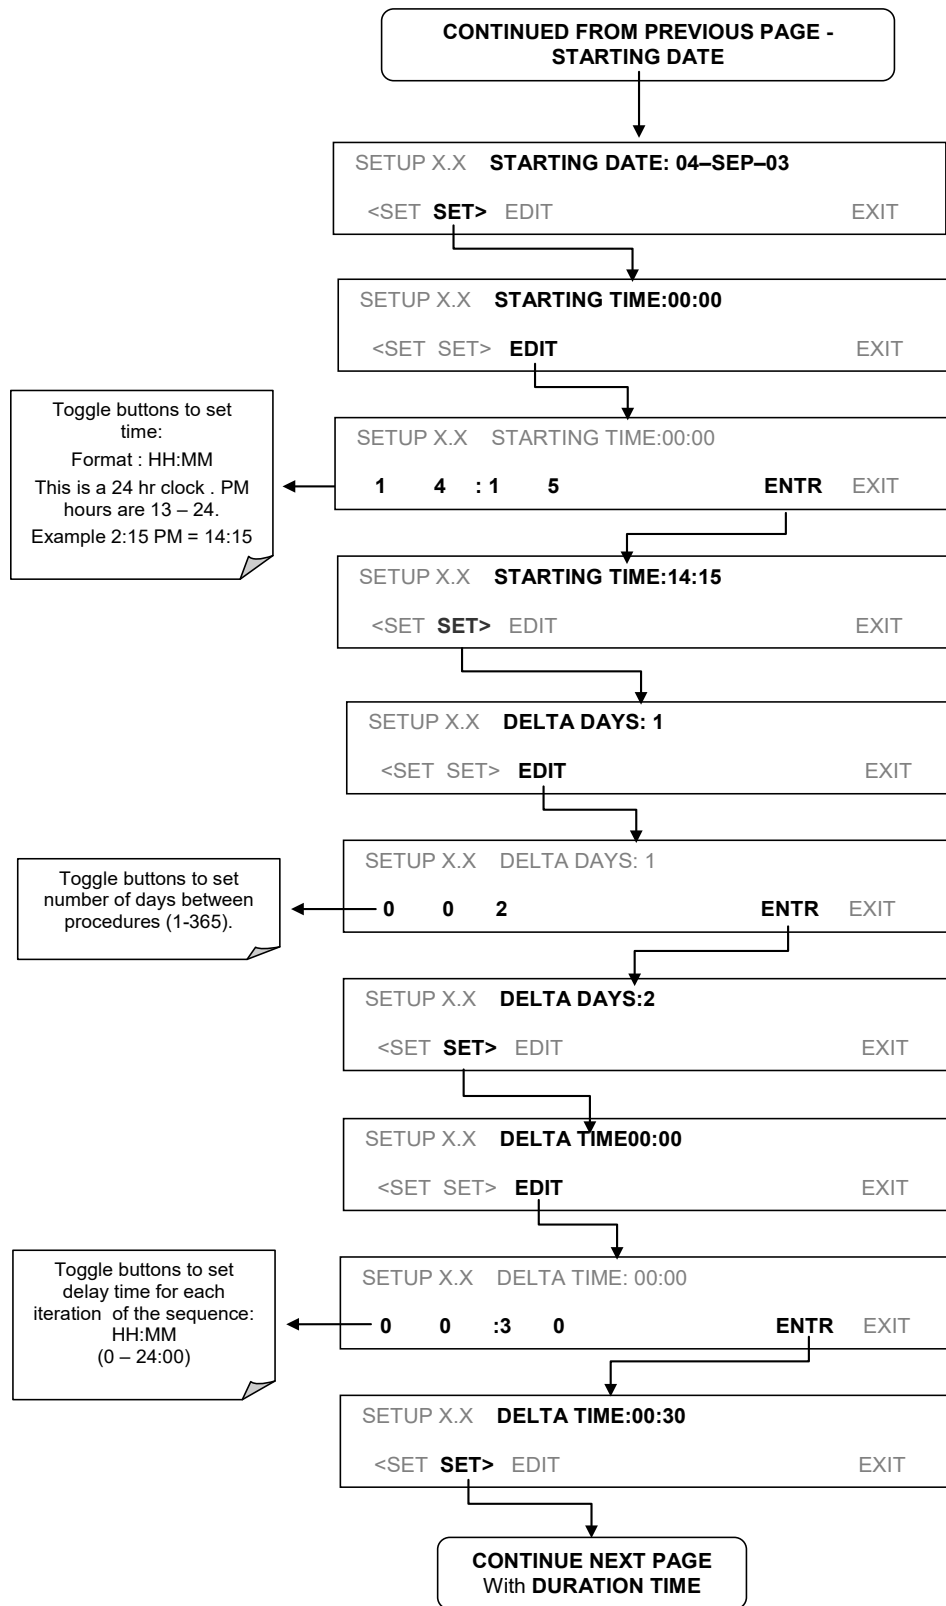 CONTINUED FROM PREVIOUS PAGE -
STARTING DATE
SETUP X.X STARTING DATE: 04–SEP–03
<SET SET> EDIT EXIT
SETUP X.X STARTING TIME:00:00
<SET SET> EDIT EXIT
Toggle buttons to set
time:
Format : HH:MM
This is a 24 hr clock . PM
hours are 13 – 24.
Example 2:15 PM = 14:15
SETUP X.X STARTING TIME:00:00
1 4 : 1 5 ENTR EXIT
SETUP X.X STARTING TIME:14:15
<SET SET> EDIT EXIT
SETUP X.X DELTA DAYS: 1
<SET SET> EDIT EXIT
Toggle buttons to set
number of days between
procedures (1-365).
SETUP X.X DELTA DAYS: 1
0 0 2 ENTR EXIT
SETUP X.X DELTA DAYS:2
<SET SET> EDIT EXIT
SETUP X.X DELTA TIME00:00
<SET SET> EDIT EXIT
Toggle buttons to set
delay time for each
iteration of the sequence:
HH:MM
(0 – 24:00)
SETUP X.X DELTA TIME: 00:00
0 0 :3 0 ENTR EXIT
SETUP X.X DELTA TIME:00:30
<SET SET> EDIT EXIT
CONTINUE NEXT PAGE
With DURATION TIME